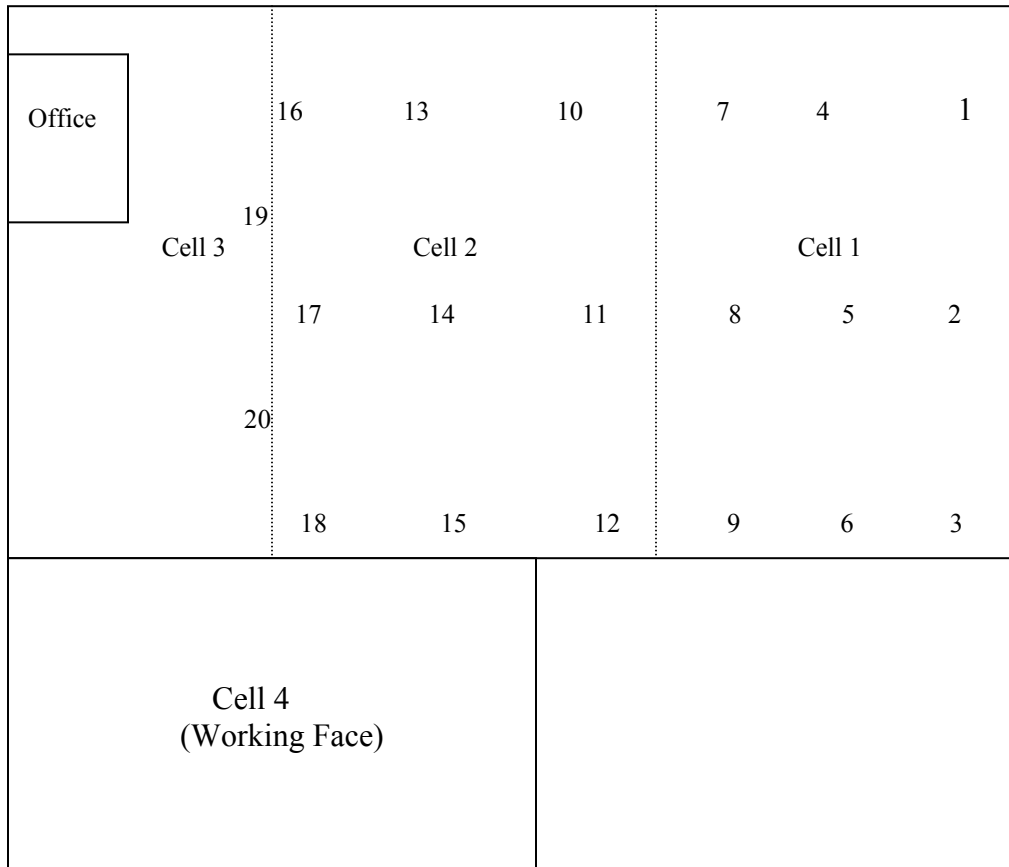 16 13 10 7 4 1
Office
19
Cell 3 Cell 2 Cell 1
17 14 11 8 5 2
20
18 15 12 9 6 3
Cell 4
(Working Face)